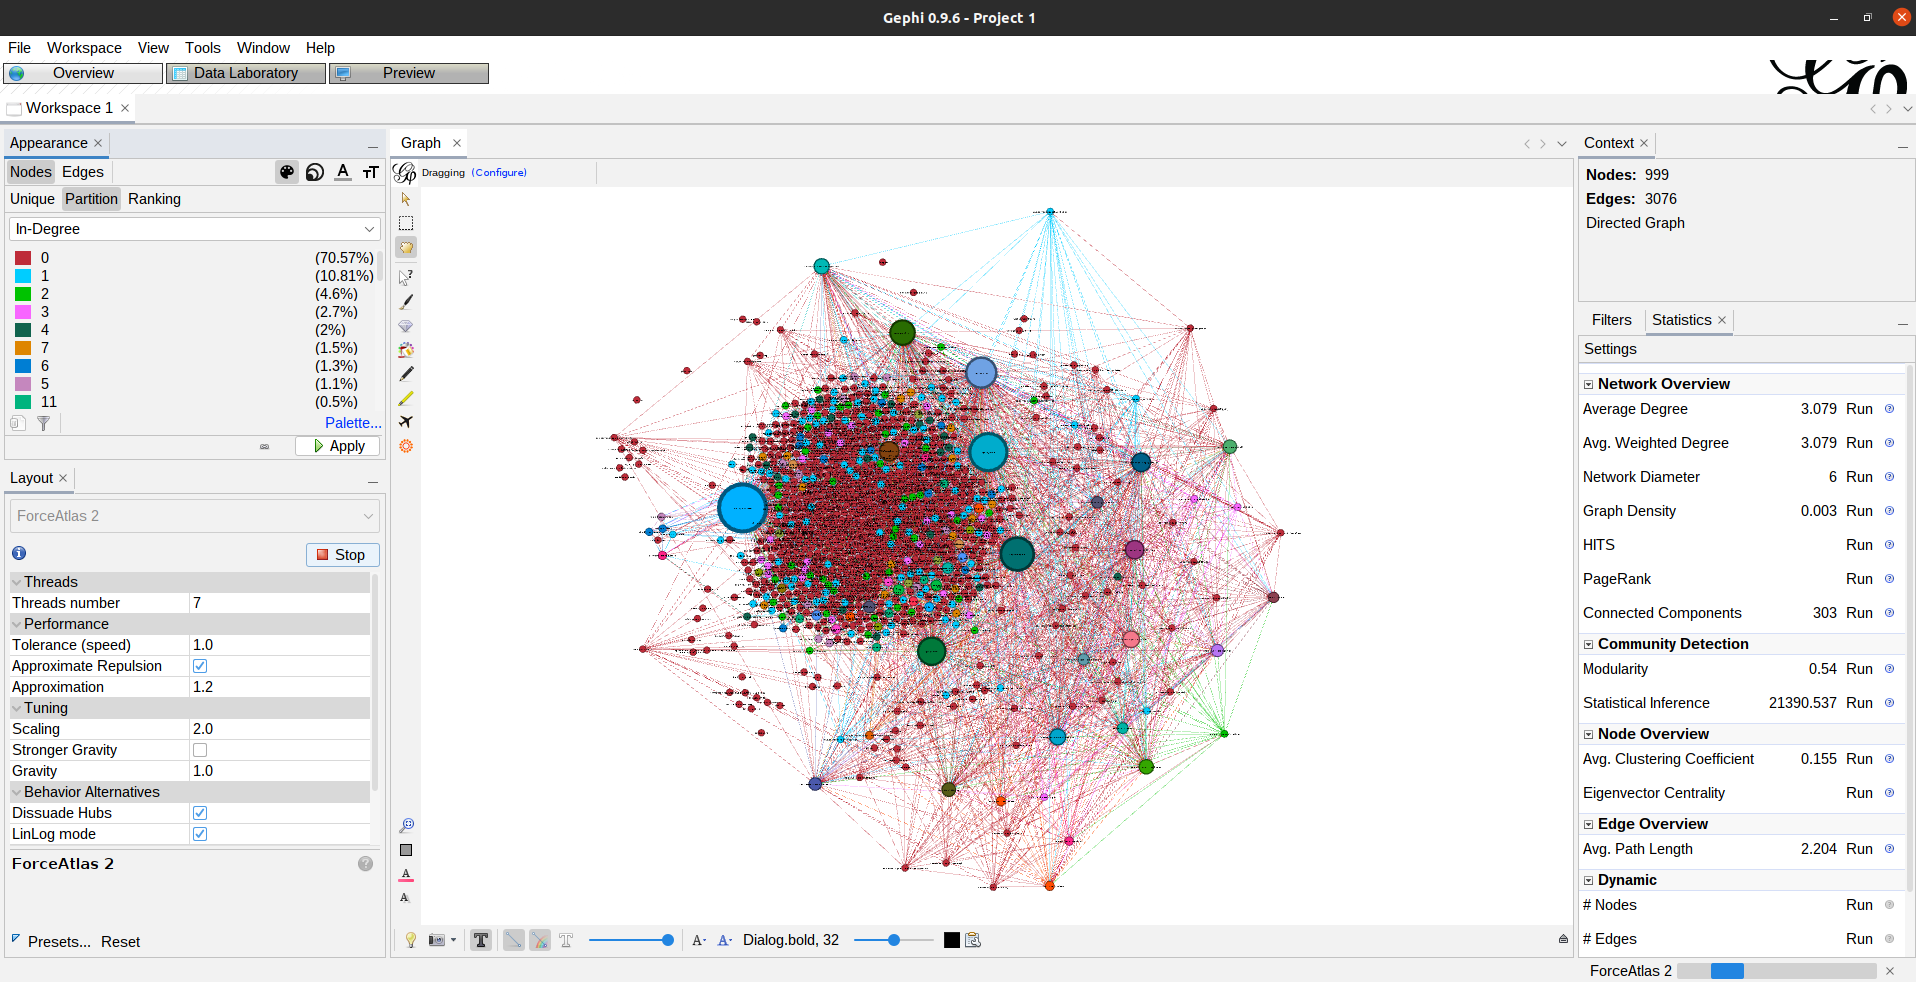 Gephi 0.9.6 - Project 1
File Workspace View Tools Window Help
Overview Data Laboratory Preview
Workspace 1
Appearance
Nodes Edges A TT
Unique Partition Ranking
In-Degree
0 (70.57%)
1 (10.81%)
2 (4.6%)
3 (2.7%)
4 (2%)
7 (1.5%)
6 (1.3%)
5 (1.1%)
11 (0.5%)
Palette...
Apply
Layout
ForceAtlas 2
Stop
Threads
Threads number 7
Performance
Tolerance (speed) 1.0
Approximate Repulsion
Approximation 1.2
Tuning
Scaling 2.0
Stronger Gravity
Gravity 1.0
Behavior Alternatives
Dissuade Hubs
LinLog mode
ForceAtlas 2
Presets... Reset
Graph
Dragging (Configure)
Dialog.bold, 32
Context
Nodes: 999
Edges: 3076
Directed Graph
Filters Statistics
Settings
Network Overview
Average Degree 3.079 Run
Avg. Weighted Degree 3.079 Run
Network Diameter 6 Run
Graph Density 0.003 Run
HITS Run
PageRank Run
Connected Components 303 Run
Community Detection
Modularity 0.54 Run
Statistical Inference 21390.537 Run
Node Overview
Avg. Clustering Coefficient 0.155 Run
Eigenvector Centrality Run
Edge Overview
Avg. Path Length 2.204 Run
Dynamic
# Nodes Run
# Edges Run
ForceAtlas 2